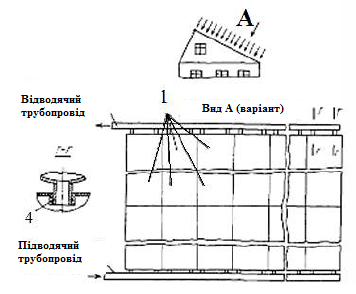 А
Відводячий
трубопровід
1
Вид А (варіант)
Г Г
Г Г
Г-Г
4
Підводячий
трубопровід